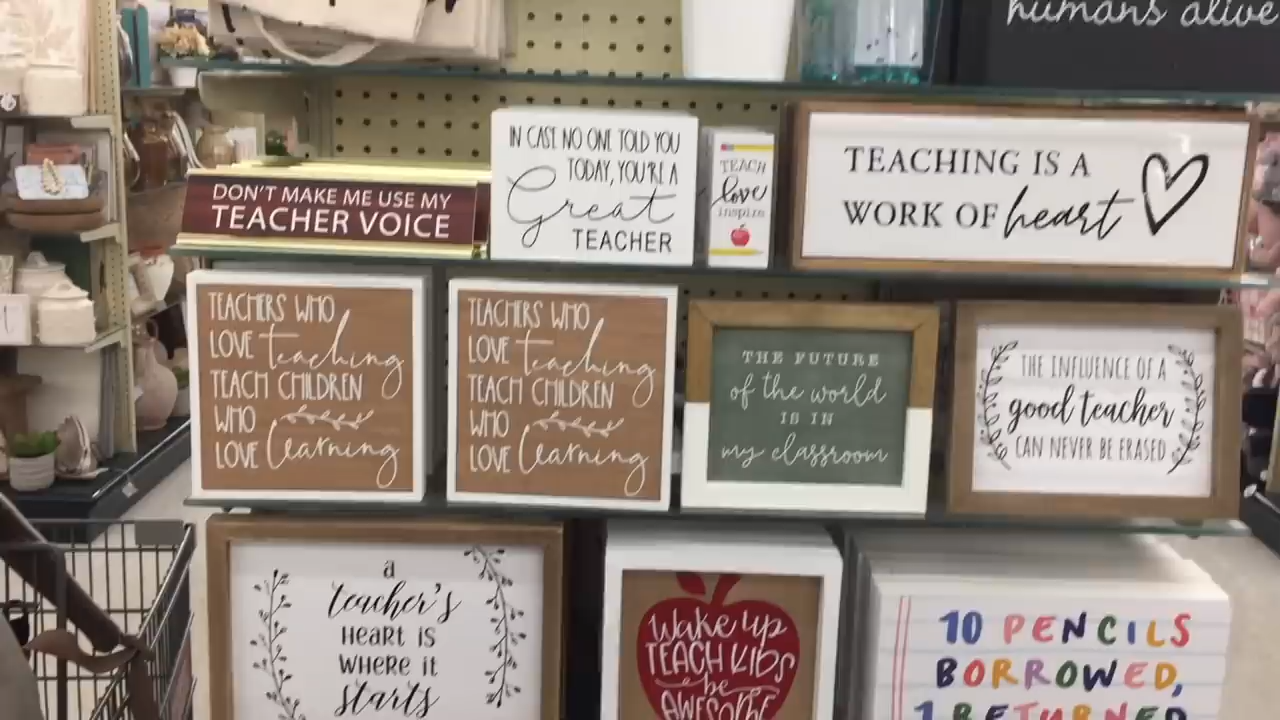 humans alive
DON'T MAKE ME USE MY
TEACHER VOICE
IN CASE NO ONE TOLD YOU
TODAY, YOU'RE A
Great
TEACHER
TEACH
love
inspire
TEACHING IS A
WORK OF heart
TEACHERS WHO
LOVE teaching
TEACH CHILDREN
WHO
LOVE learning
TEACHERS WHO
LOVE teaching
TEACH CHILDREN
WHO
LOVE learning
THE FUTURE
of the world
IS IN
my classroom
THE INFLUENCE OF A
good teacher
CAN NEVER BE ERASED
a
teacher's
HEART IS
WHERE IT
starts
Wake up
TEACH KIDS
be
AWESOME
10 PENCILS
BORROWED,
1 RETURNED